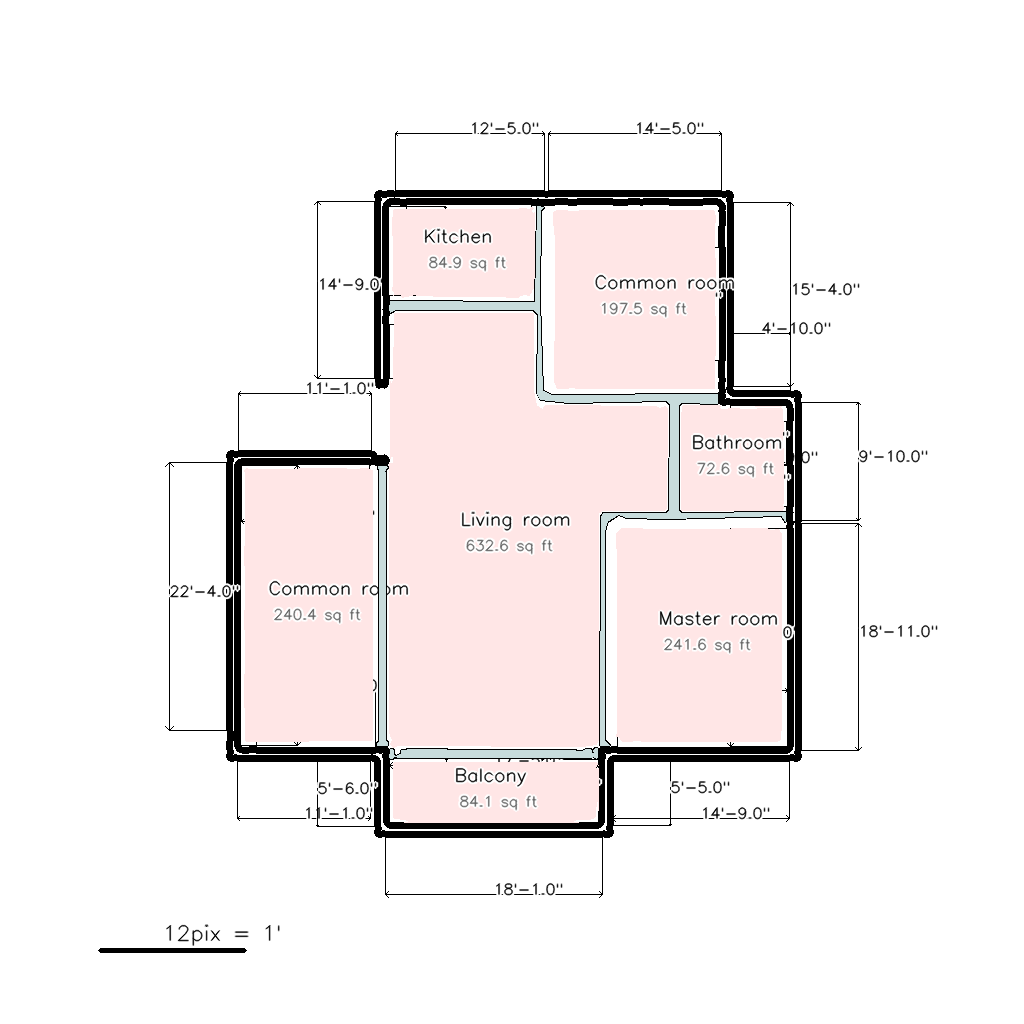 12'-5.0"
14'-5.0"
Kitchen
84.9 sq ft
Common room
197.5 sq ft
14'-9.0
15'-4.0"
4'-10.0"
11'-1.0"
Bathroom
72.6 sq ft
9'-10.0"
Living room
632.6 sq ft
22'-4.0"
Common room
240.4 sq ft
Master room
241.6 sq ft
18'-11.0"
Balcony
84.1 sq ft
5'-6.0"
5'-5.0"
11'-1.0"
14'-9.0"
18'-1.0"
12pix = 1'